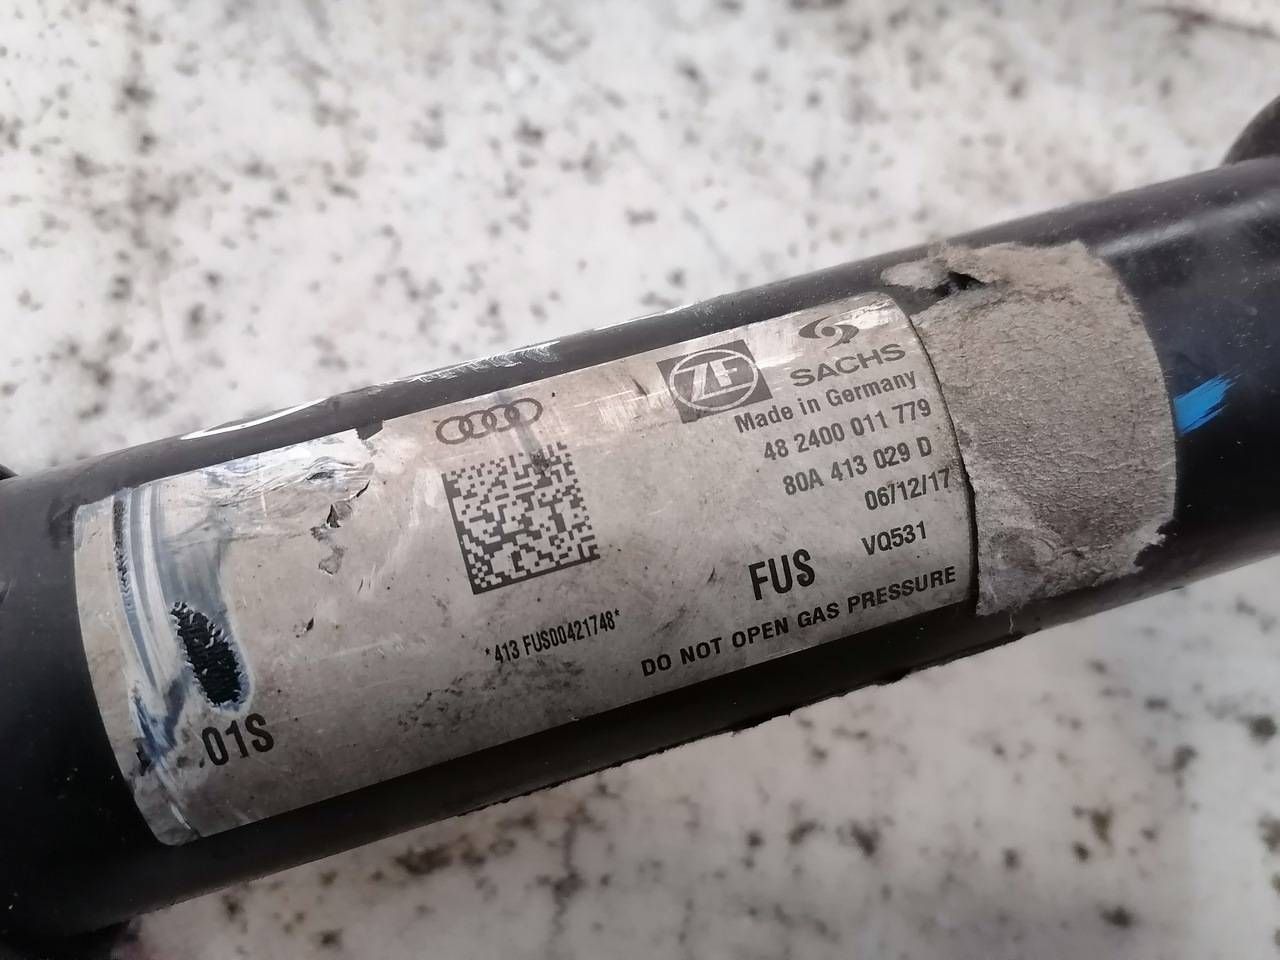 ZF
SACHS
Made in Germany
48 2400 011 779
80A 413 029 D
06/12/17
FUS
VQ531
*413 FUS00421748*
DO NOT OPEN GAS PRESSURE
01S